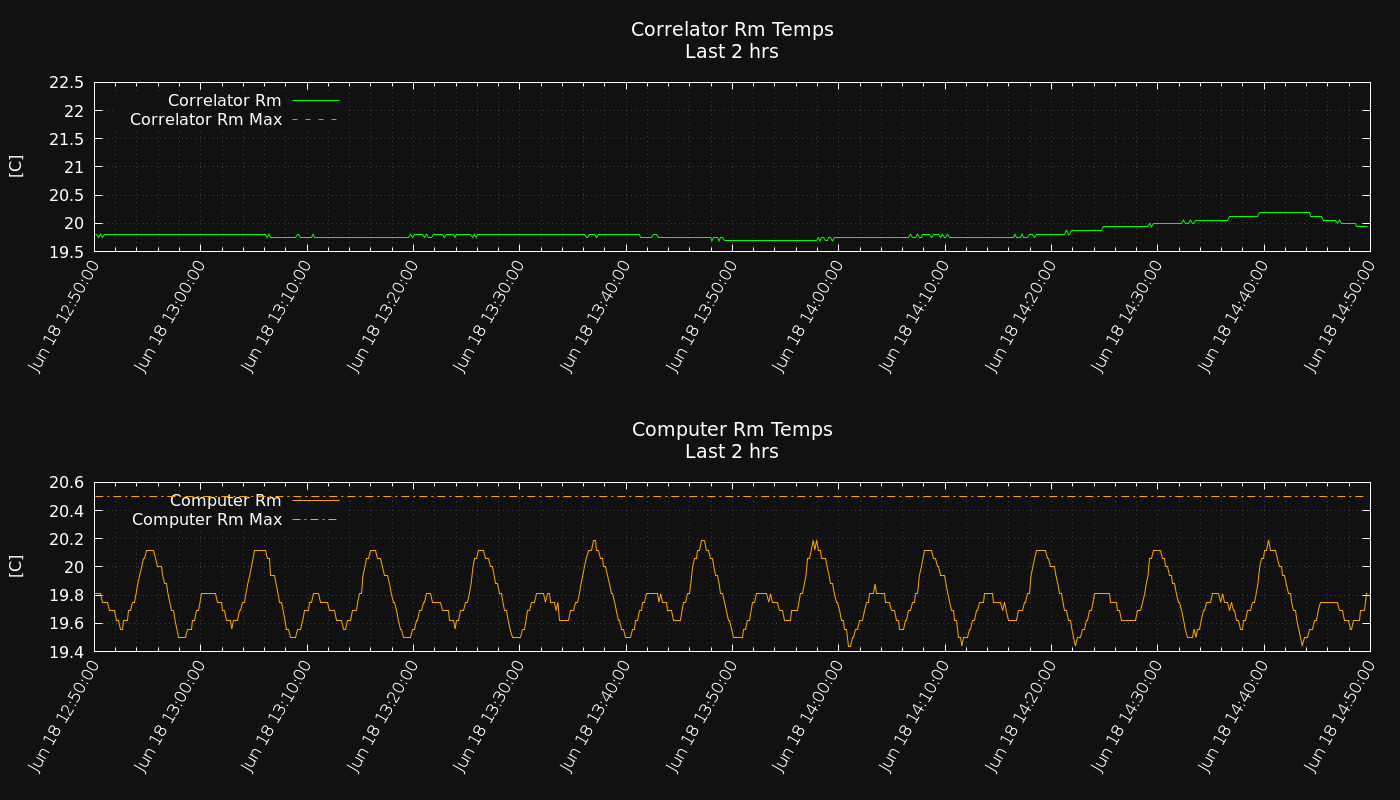 Correlator Rm Temps
Last 2 hrs
22.5
22
21.5
21
20.5
20
19.5
[C]
Correlator Rm
Correlator Rm Max
Jun 18 12:50:00
Jun 18 13:00:00
Jun 18 13:10:00
Jun 18 13:20:00
Jun 18 13:30:00
Jun 18 13:40:00
Jun 18 13:50:00
Jun 18 14:00:00
Jun 18 14:10:00
Jun 18 14:20:00
Jun 18 14:30:00
Jun 18 14:40:00
Jun 18 14:50:00
Computer Rm Temps
Last 2 hrs
20.6
20.4
20.2
20
19.8
19.6
19.4
[C]
Computer Rm
Computer Rm Max
Jun 18 12:50:00
Jun 18 13:00:00
Jun 18 13:10:00
Jun 18 13:20:00
Jun 18 13:30:00
Jun 18 13:40:00
Jun 18 13:50:00
Jun 18 14:00:00
Jun 18 14:10:00
Jun 18 14:20:00
Jun 18 14:30:00
Jun 18 14:40:00
Jun 18 14:50:00